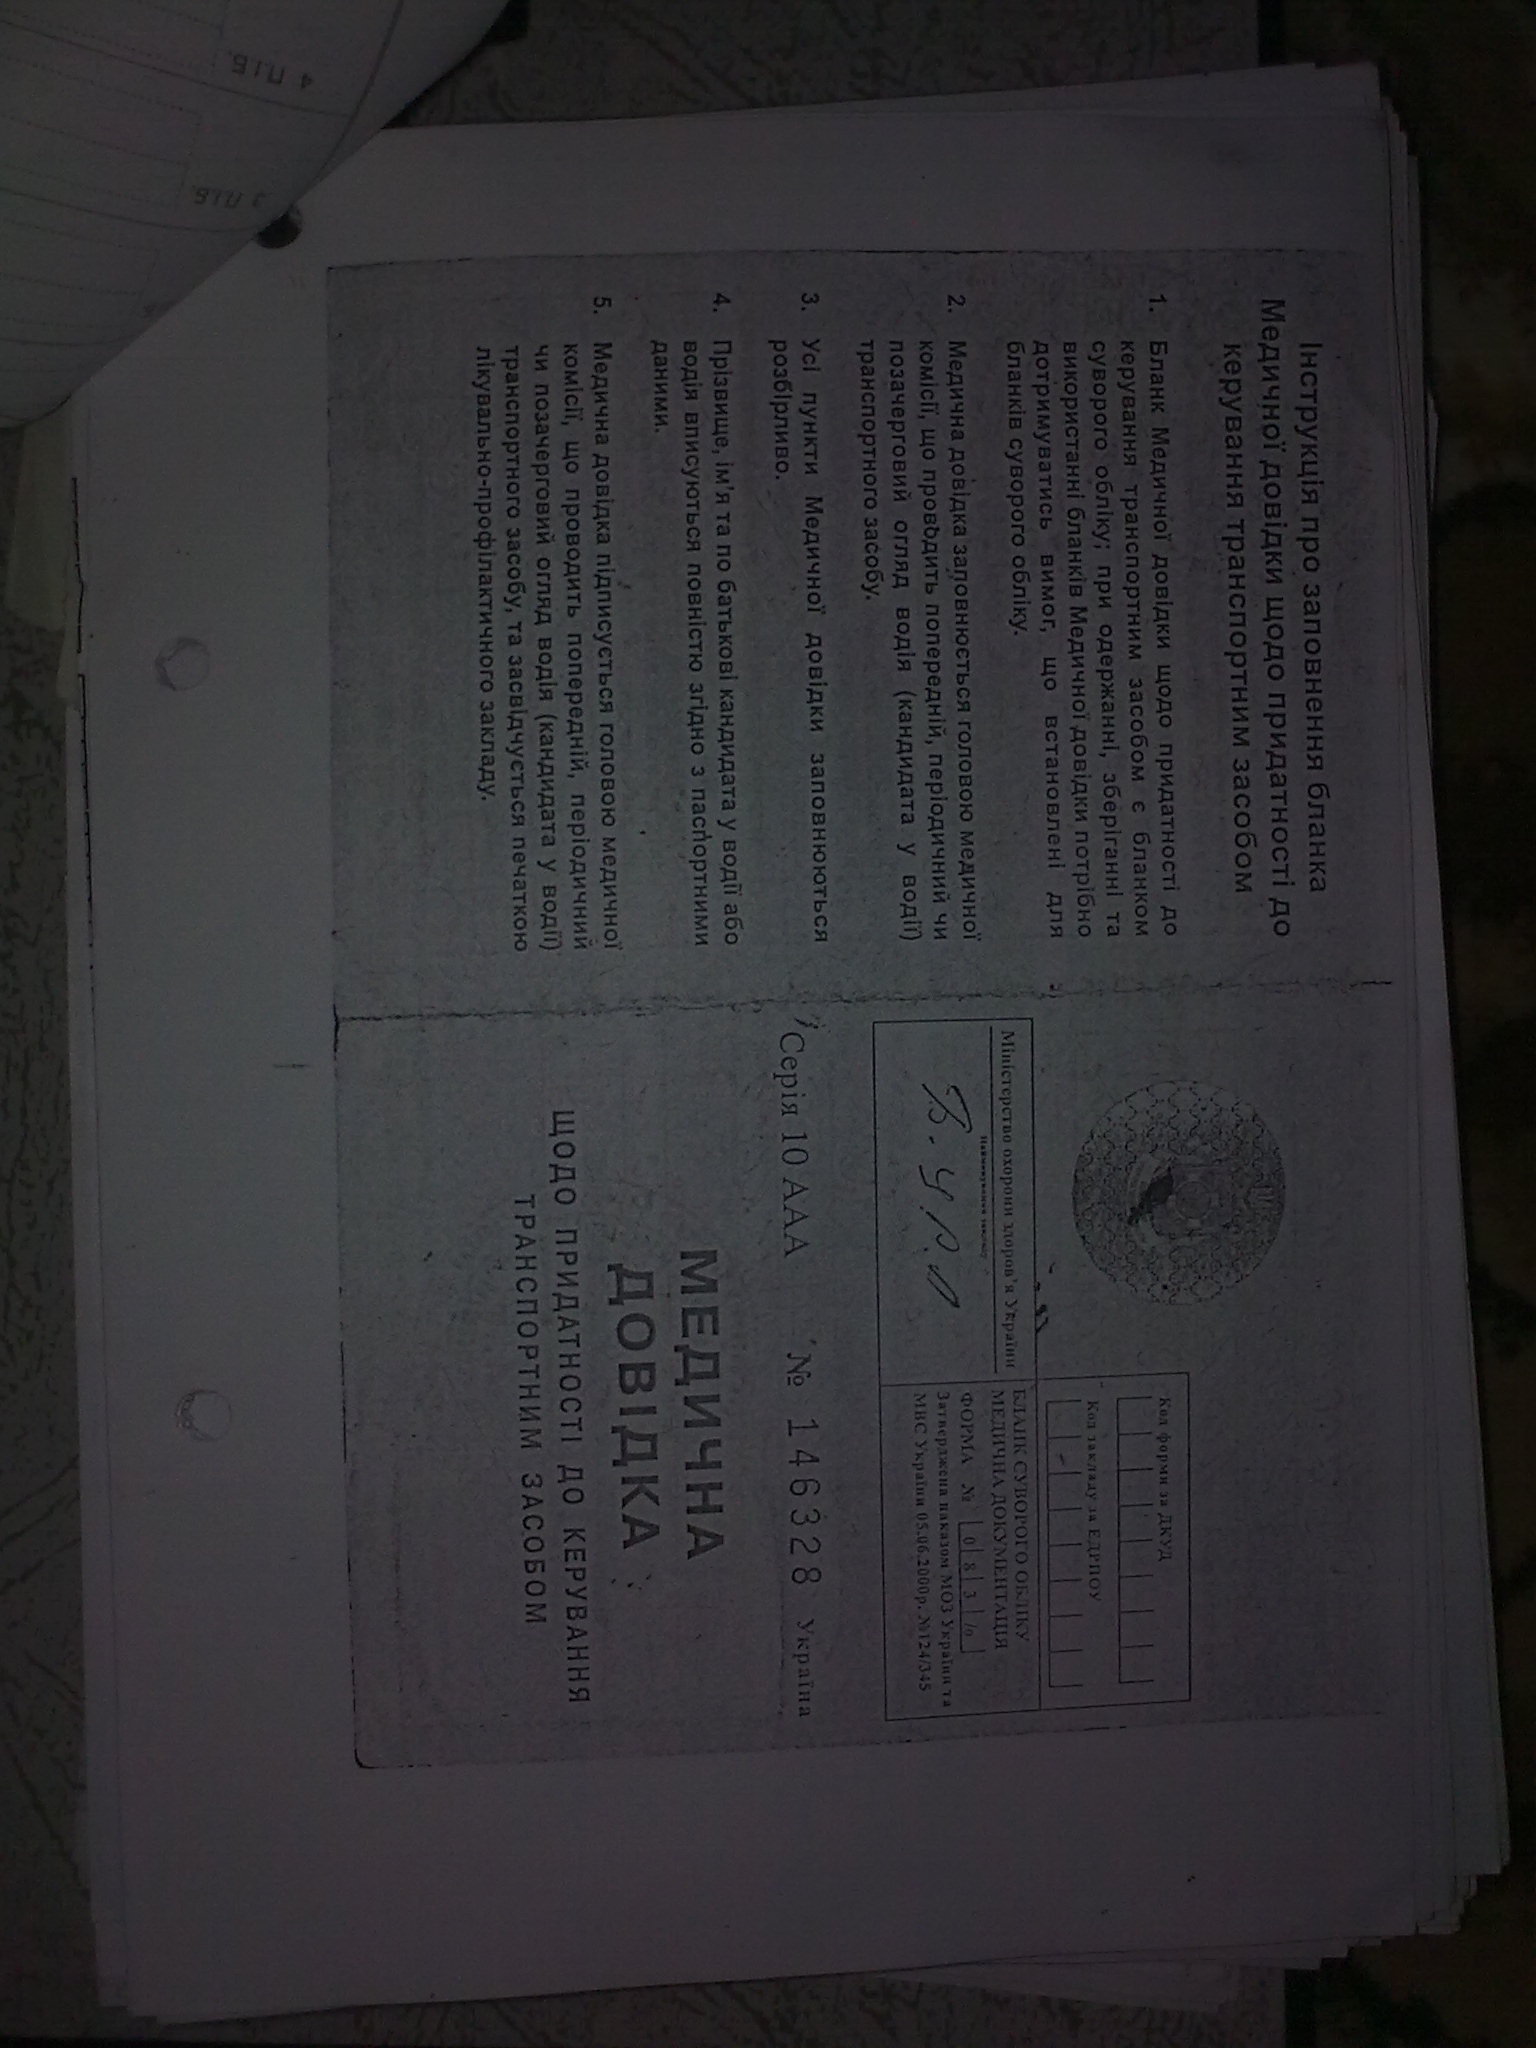 4 П.І.Б.
3 П.І.Б.
Інструкція про заповнення бланка
Медичної довідки щодо придатності до
керування транспортним засобом
1. Бланк Медичної довідки щодо придатності до
керування транспортним засобом є бланком
суворого обліку; при одержанні, зберіганні та
використанні бланків Медичної довідки потрібно
дотримуватись вимог, що встановлені для
бланків суворого обліку.
2. Медична довідка заповнюється головою медичної
комісії, що проводить попередній, періодичний чи
позачерговий огляд водія (кандидата у водії)
транспортного засобу.
3. Усі пункти Медичної довідки заповнюються
розбірливо.
4. Прізвище, ім'я та по батькові кандидата у водії або
водія вписуються повністю згідно з паспортними
даними.
5. Медична довідка підписується головою медичної
комісії, що проводить попередній, періодичний
чи позачерговий огляд водія (кандидата у водії)
транспортного засобу, та засвідчується печаткою
лікувально-профілактичного закладу.
Код форми за ДКУД
Код закладу за ЄДРПОУ
Міністерство охорони здоров'я України
Найменування закладу
БЛАНК СУВОРОГО ОБЛІКУ
МЕДИЧНА ДОКУМЕНТАЦІЯ
ФОРМА № 083/о
Затверджена наказом МОЗ України та
МВС України 05.06.2000р. №124/345
Серія 10 ААА № 146328 Україна
МЕДИЧНА
ДОВІДКА
ЩОДО ПРИДАТНОСТІ ДО КЕРУВАННЯ
ТРАНСПОРТНИМ ЗАСОБОМ